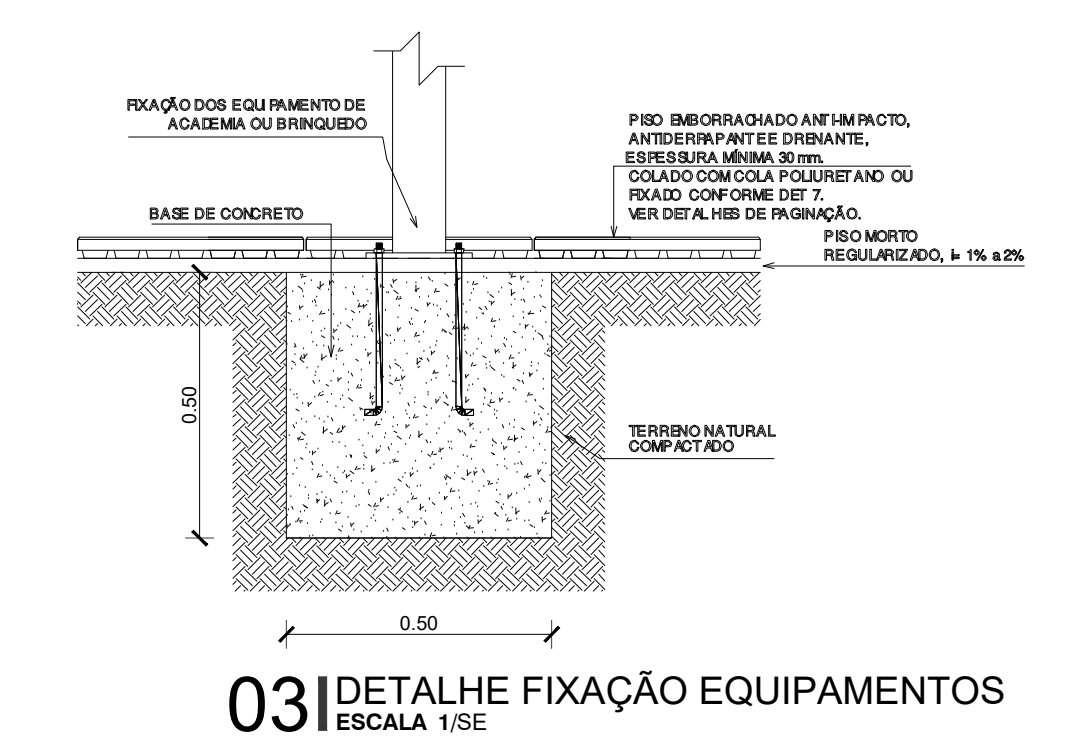 FIXAÇÃO DOS EQUIPAMENTO DE
ACADEMIA OU BRINQUEDO
PISO EMBORRACHADO ANTI-IMPACTO,
ANTIDERRAPANTE E DRENANTE,
ESPESSURA MÍNIMA 30 mm.
COLADO COM COLA POLIURETANO OU
FIXADO CONFORME DET 7.
VER DETALHES DE PAGINAÇÃO.
BASE DE CONCRETO
PISO MORTO
REGULARIZADO, i= 1% a 2%
0.50
TERRENO NATURAL
COMPACTADO
0.50
03 DETALHE FIXAÇÃO EQUIPAMENTOS
ESCALA 1/SE